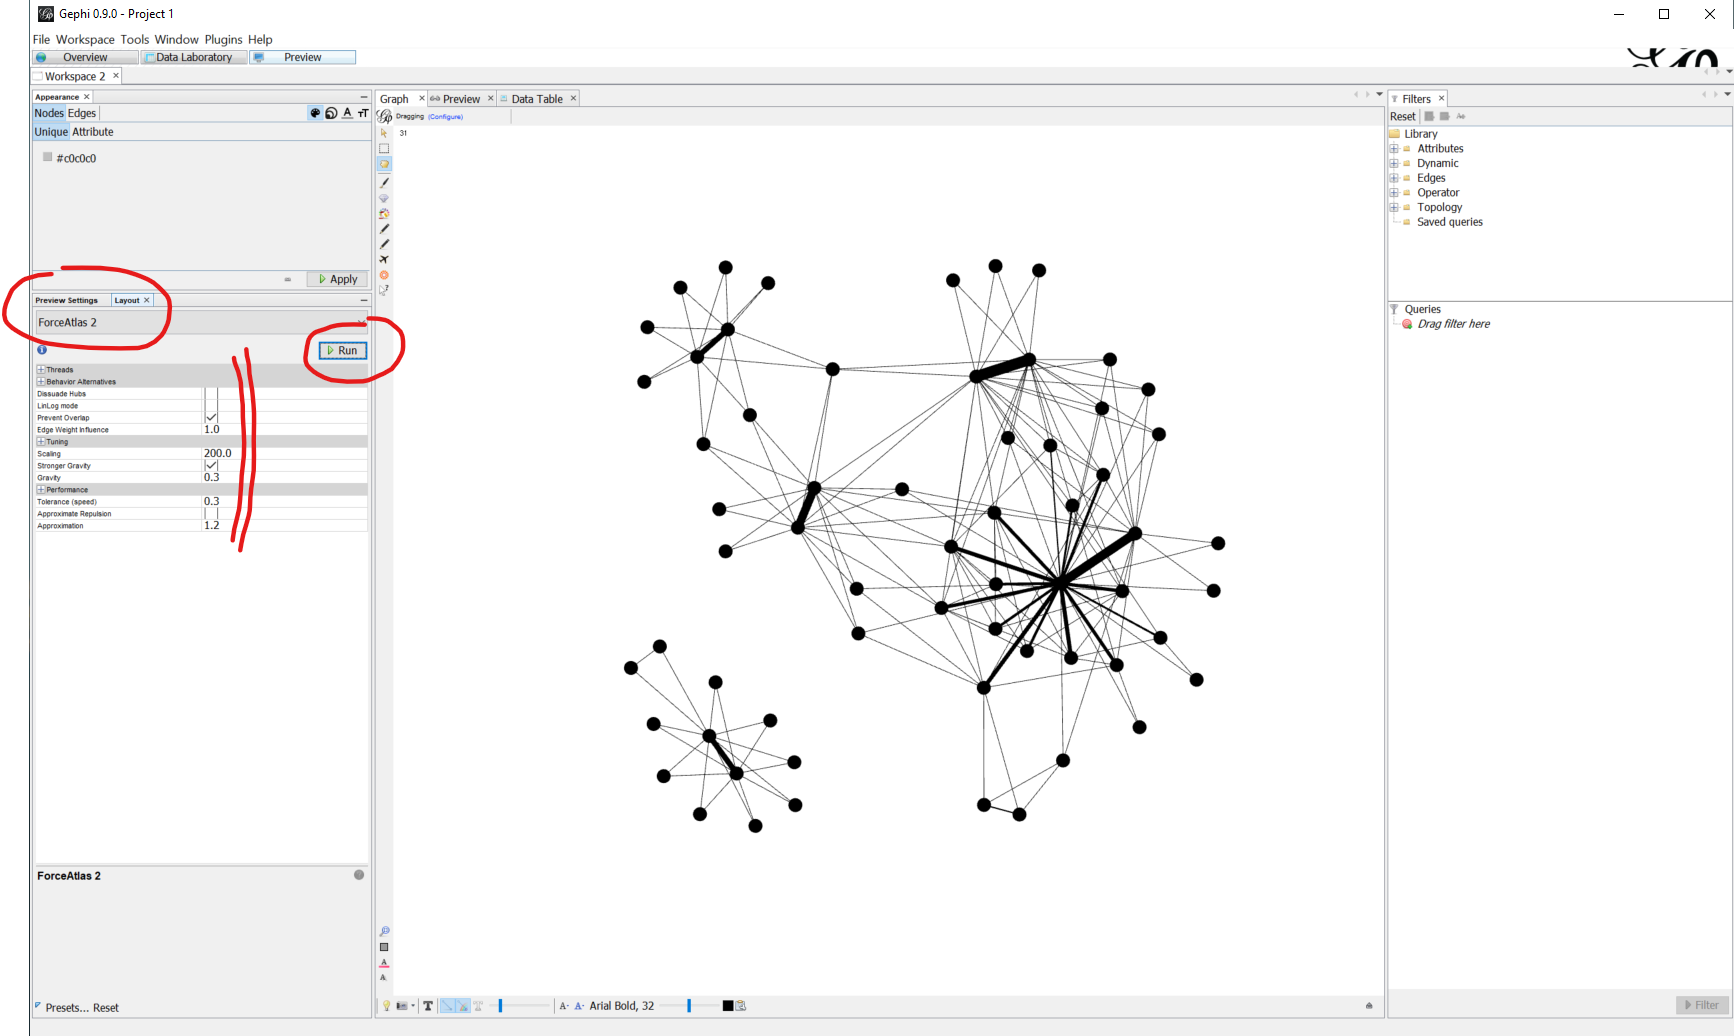 Gephi 0.9.0 - Project 1
File Workspace Tools Window Plugins Help
Overview Data Laboratory Preview
Workspace 2
Appearance
Nodes Edges A TT
Unique Attribute
#c0c0c0
Apply
Preview Settings Layout
ForceAtlas 2
Run
Threads
Behavior Alternatives
Dissuade Hubs
LinLog mode
Prevent Overlap
Edge Weight Influence 1.0
Tuning
Scaling 200.0
Stronger Gravity
Gravity 0.3
Performance
Tolerance (speed) 0.3
Approximate Repulsion
Approximation 1.2
ForceAtlas 2
Presets... Reset
Graph Preview Data Table
Dragging (Configure)
31
T A- A- Arial Bold, 32
Filters
Reset
Library
Attributes
Dynamic
Edges
Operator
Topology
Saved queries
Queries
Drag filter here
Filter